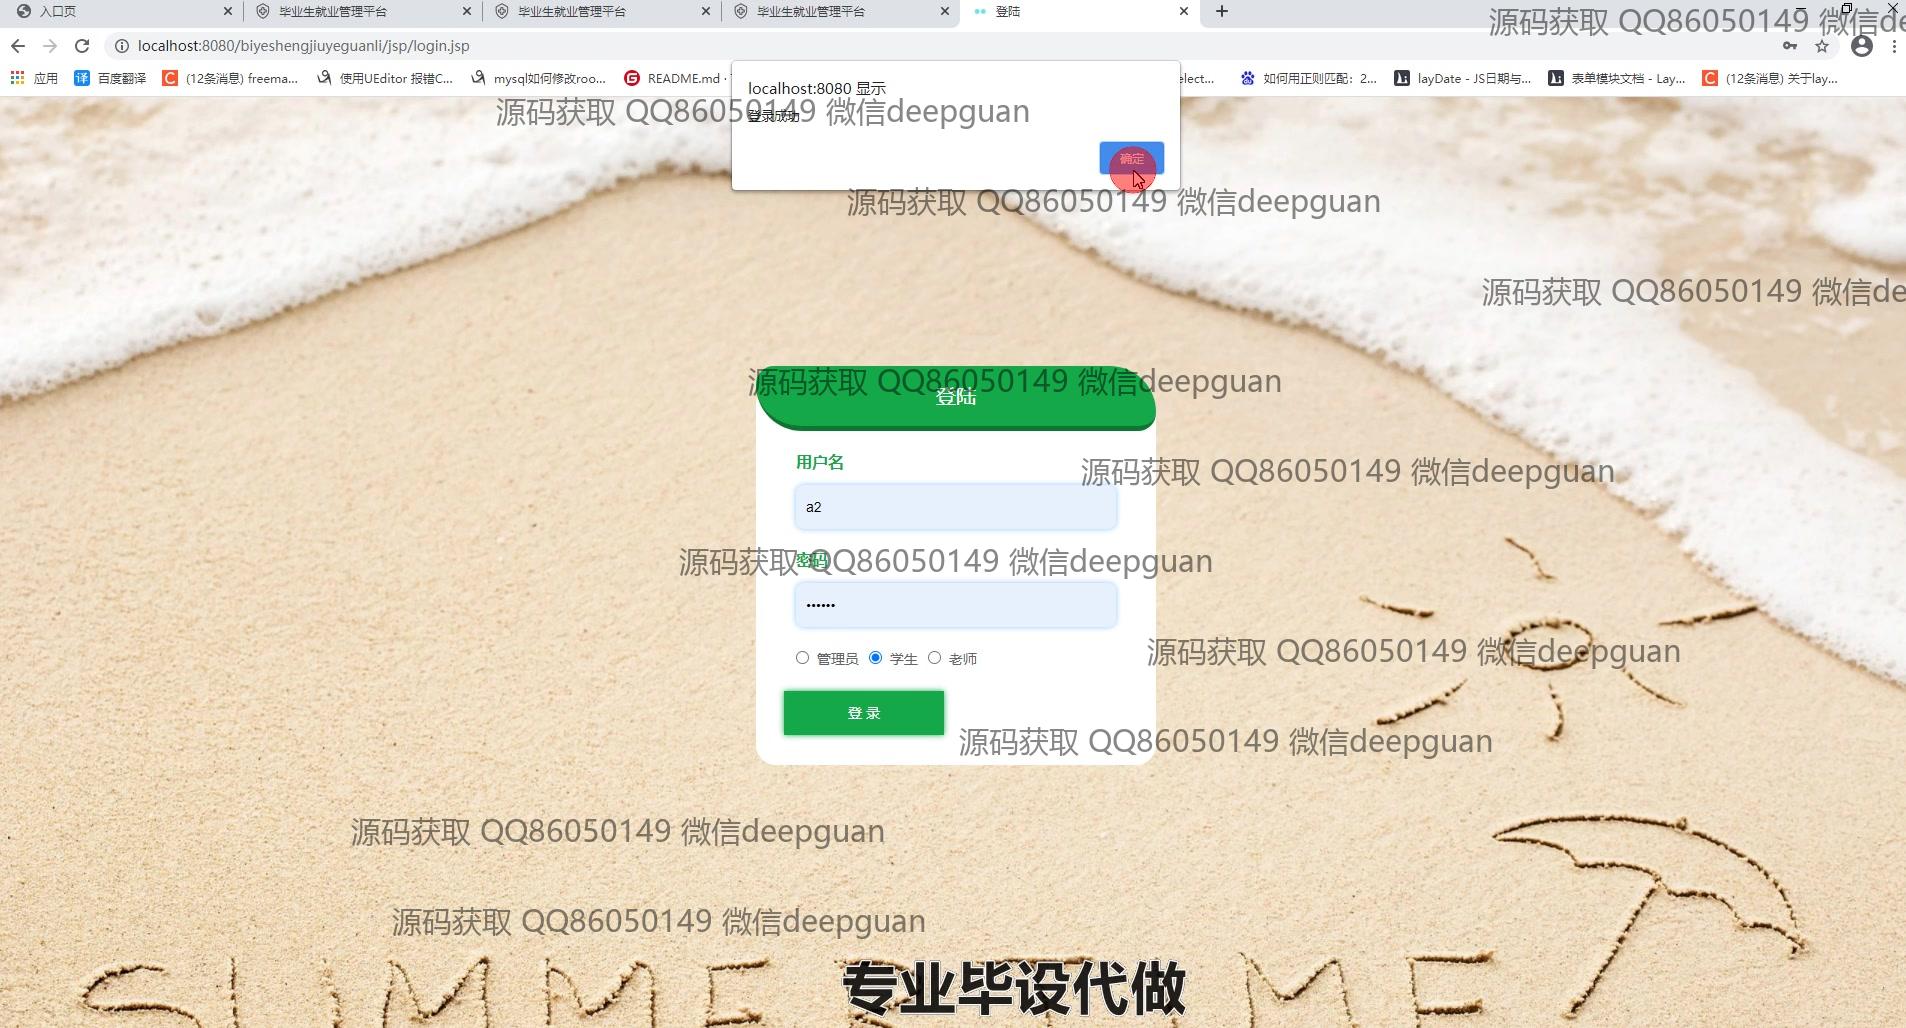 入口页
毕业生就业管理平台
毕业生就业管理平台
毕业生就业管理平台
登陆
源码获取 QQ86050149 微信de
localhost:8080/biyeshengjiuyeguanli/jsp/login.jsp
应用
百度翻译
(12条消息) freema...
使用UEditor 报错C...
mysql如何修改roo...
README.md ·
elect...
如何用正则匹配：2...
layDate - JS日期与...
表单模块文档 - Lay...
(12条消息) 关于lay...
localhost:8080 显示
源码获取 QQ86050149 微信deepguan
登录成功
确定
源码获取 QQ86050149 微信deepguan
源码获取 QQ86050149 微信de
源码获取 QQ86050149 微信deepguan
登陆
用户名
源码获取 QQ86050149 微信deepguan
a2
密码
源码获取 QQ86050149 微信deepguan
••••••
管理员 学生 老师
源码获取 QQ86050149 微信deepguan
登 录
源码获取 QQ86050149 微信deepguan
源码获取 QQ86050149 微信deepguan
源码获取 QQ86050149 微信deepguan
SUMMER TIME
专业毕设代做